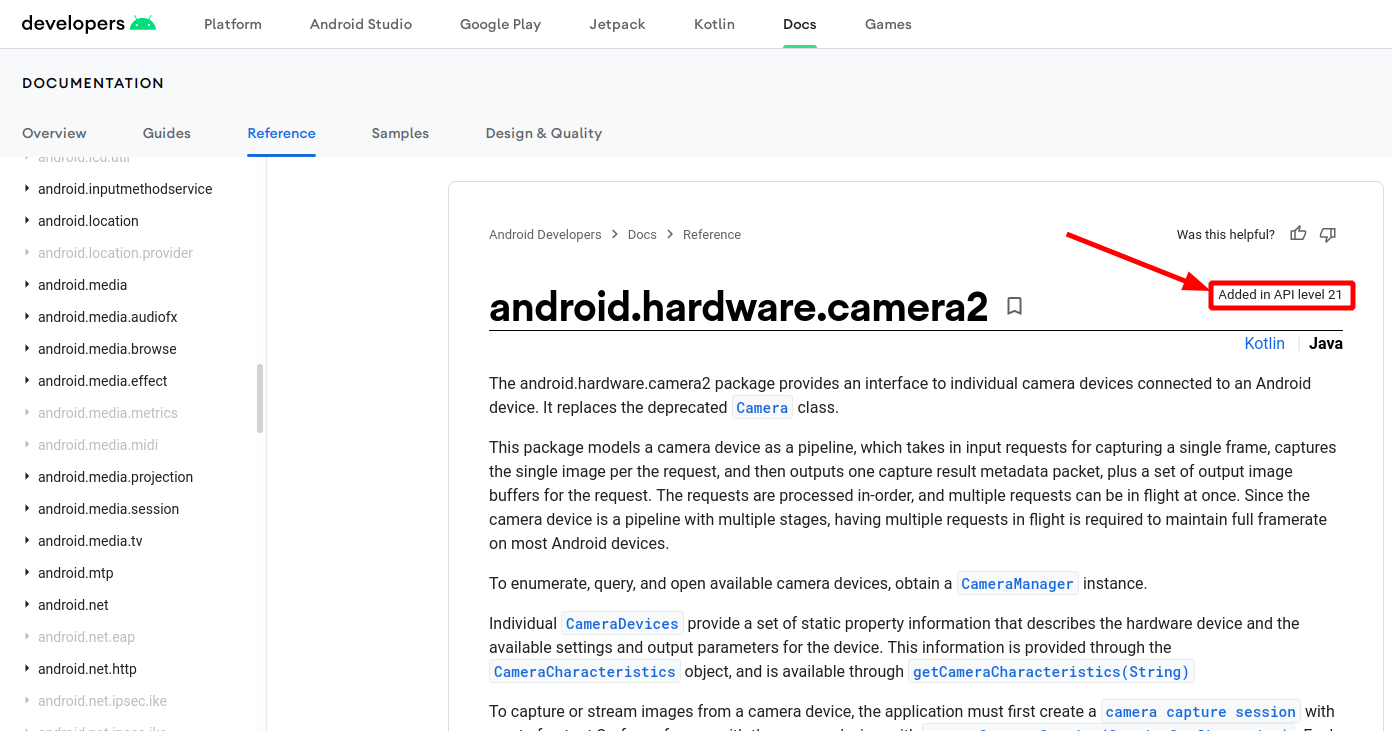 developers
Platform
Android Studio
Google Play
Jetpack
Kotlin
Docs
Games
DOCUMENTATION
Overview
Guides
Reference
Samples
Design & Quality
android.icu.util
android.inputmethodservice
android.location
android.location.provider
android.media
android.media.audiofx
android.media.browse
android.media.effect
android.media.metrics
android.media.midi
android.media.projection
android.media.session
android.media.tv
android.mtp
android.net
android.net.eap
android.net.http
android.net.ipsec.ike
Android Developers > Docs > Reference
Was this helpful?
Added in API level 21
android.hardware.camera2
Kotlin | Java
The android.hardware.camera2 package provides an interface to individual camera devices connected to an Android
device. It replaces the deprecated Camera class.
This package models a camera device as a pipeline, which takes in input requests for capturing a single frame, captures
the single image per the request, and then outputs one capture result metadata packet, plus a set of output image
buffers for the request. The requests are processed in-order, and multiple requests can be in flight at once. Since the
camera device is a pipeline with multiple stages, having multiple requests in flight is required to maintain full framerate
on most Android devices.
To enumerate, query, and open available camera devices, obtain a CameraManager instance.
Individual CameraDevices provide a set of static property information that describes the hardware device and the
available settings and output parameters for the device. This information is provided through the
CameraCharacteristics object, and is available through getCameraCharacteristics(String)
To capture or stream images from a camera device, the application must first create a camera capture session with